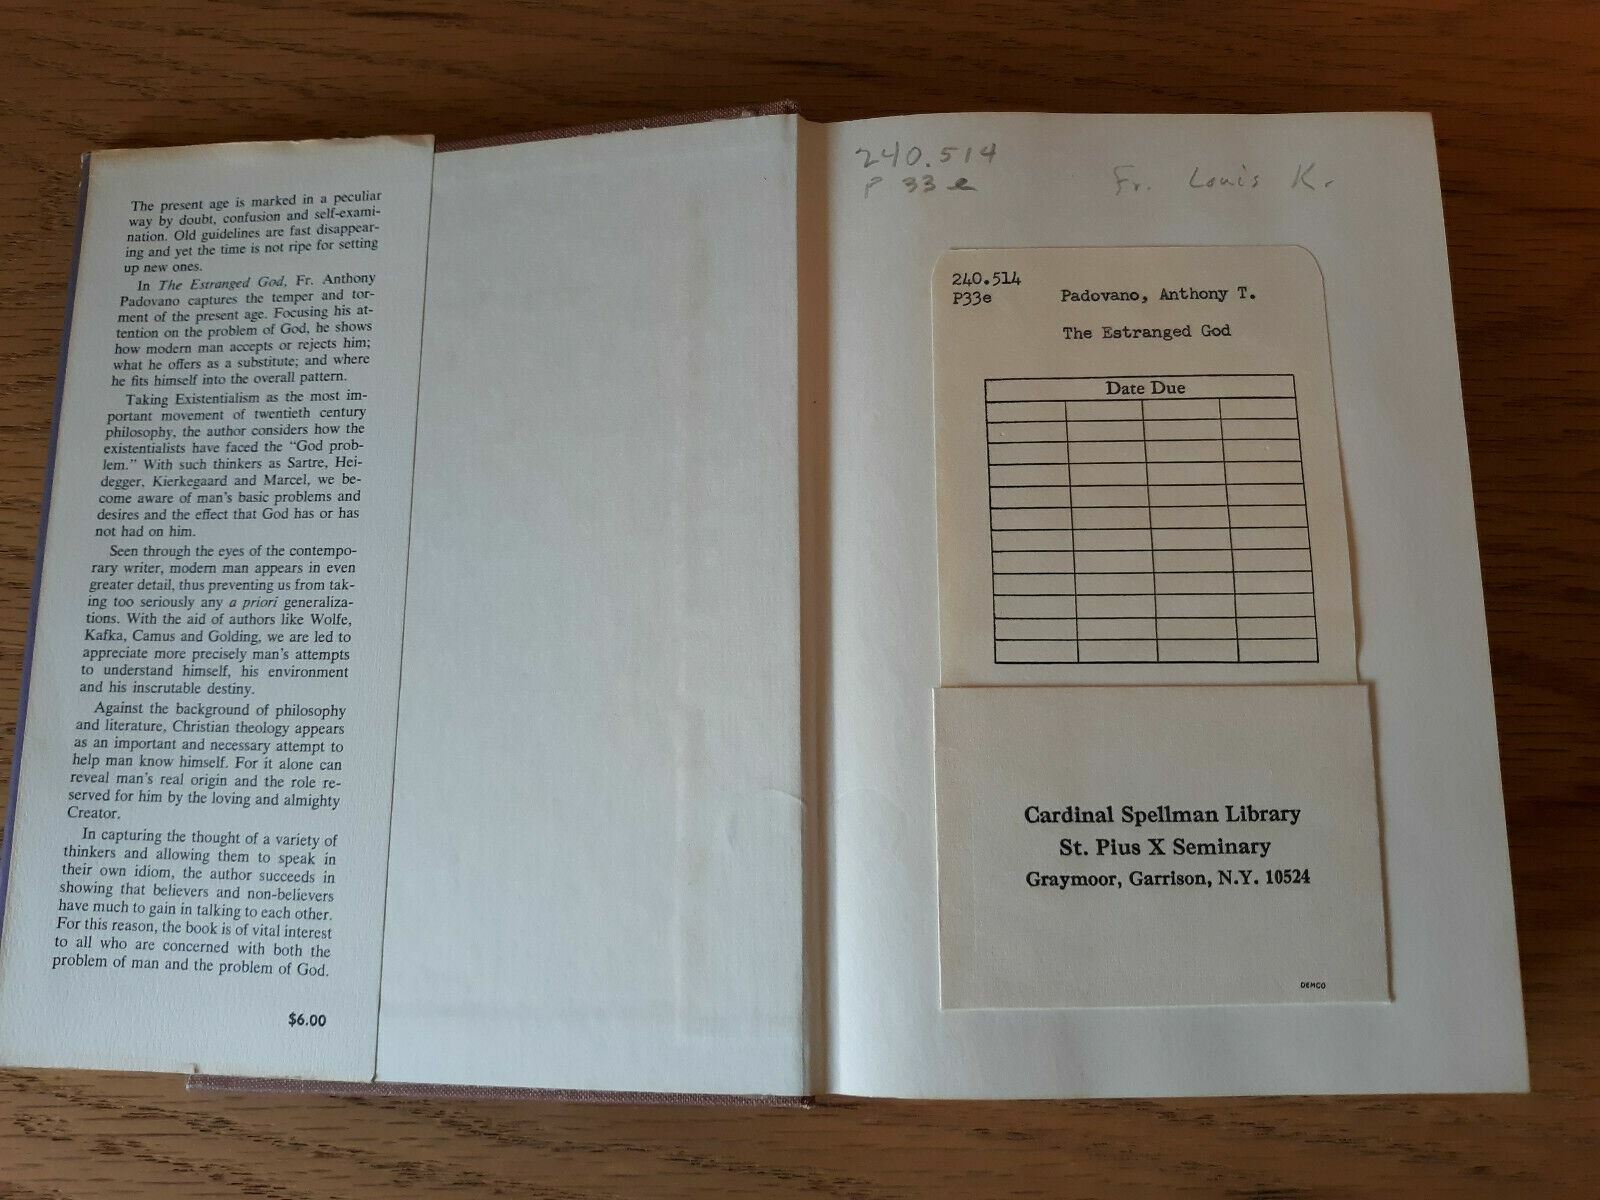 The present age is marked in a peculiar
way by doubt, confusion and self-exami-
nation. Old guidelines are fast disappear-
ing and yet the time is not ripe for setting
up new ones.
In The Estranged God, Fr. Anthony
Padovano captures the temper and tor-
ment of the present age. Focusing his at-
tention on the problem of God, he shows
how modern man accepts or rejects him;
what he offers as a substitute; and where
he fits himself into the overall pattern.
Taking Existentialism as the most im-
portant movement of twentieth century
philosophy, the author considers how the
existentialists have faced the “God prob-
lem.” With such thinkers as Sartre, Hei-
degger, Kierkegaard and Marcel, we be-
come aware of man's basic problems and
desires and the effect that God has or has
not had on him.
Seen through the eyes of the contempo-
rary writer, modern man appears in even
greater detail, thus preventing us from tak-
ing too seriously any a priori generaliza-
tions. With the aid of authors like Wolfe,
Kafka, Camus and Golding, we are led to
appreciate more precisely man's attempts
to understand himself, his environment
and his inscrutable destiny.
Against the background of philosophy
and literature, Christian theology appears
as an important and necessary attempt to
help man know himself. For it alone can
reveal man's real origin and the role re-
served for him by the loving and almighty
Creator.
In capturing the thought of a variety of
thinkers and allowing them to speak in
their own idiom, the author succeeds in
showing that believers and non-believers
have much to gain in talking to each other.
For this reason, the book is of vital interest
to all who are concerned with both the
problem of man and the problem of God.
$6.00
240.514
P 33 e
Fr. Louis K.
240.514
P33e
Padovano, Anthony T.
The Estranged God
Date Due
Cardinal Spellman Library
St. Pius X Seminary
Graymoor, Garrison, N.Y. 10524
DEMCO